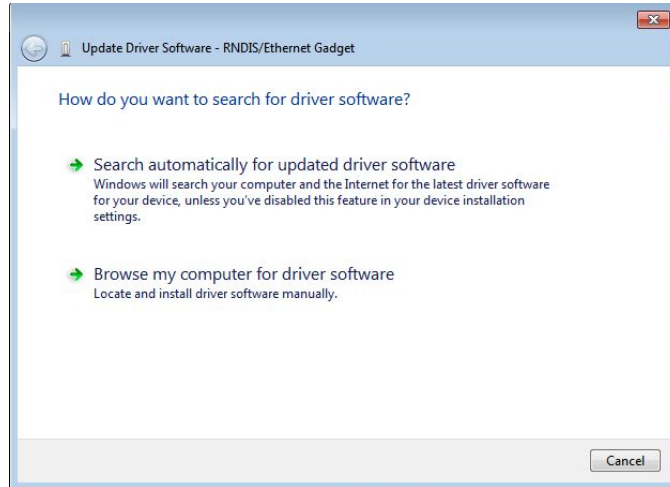 Update Driver Software - RNDIS/Ethernet Gadget
How do you want to search for driver software?
Search automatically for updated driver software
Windows will search your computer and the Internet for the latest driver software
for your device, unless you've disabled this feature in your device installation
settings.
Browse my computer for driver software
Locate and install driver software manually.
Cancel